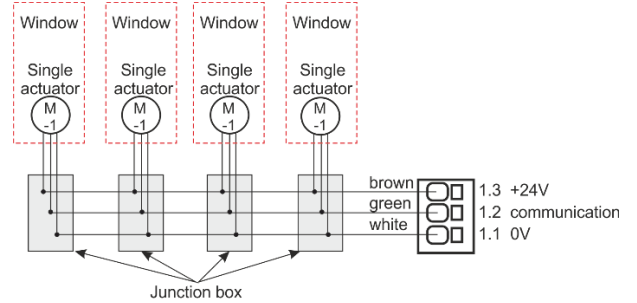 Window Window Window Window
Single Single Single Single
actuator actuator actuator actuator
M M M M
-1 -1 -1 -1
brown 1.3 +24V
green 1.2 communication
white 1.1 0V
Junction box